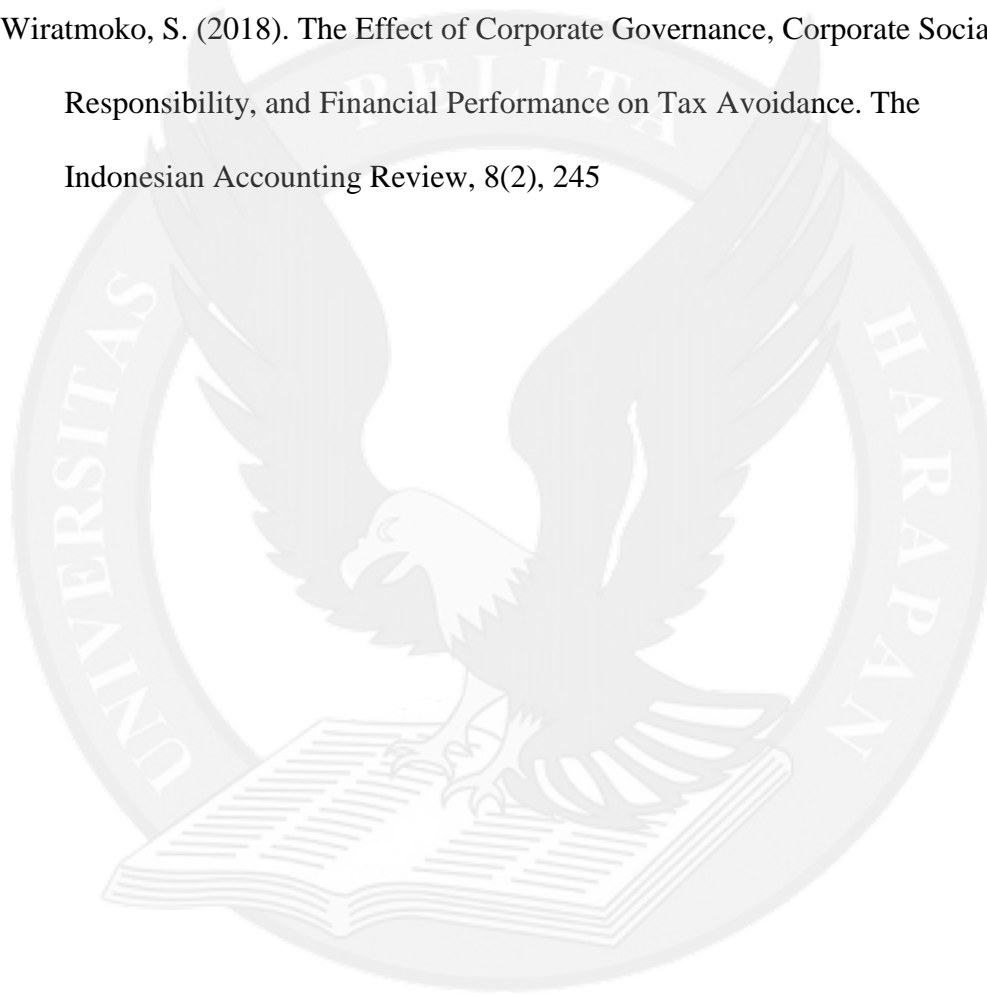 Wiratmoko, S. (2018). The Effect of Corporate Governance, Corporate Socia
Responsibility, and Financial Performance on Tax Avoidance. The
Indonesian Accounting Review, 8(2), 245
UNIVERSITAS PELITA HARAPAN